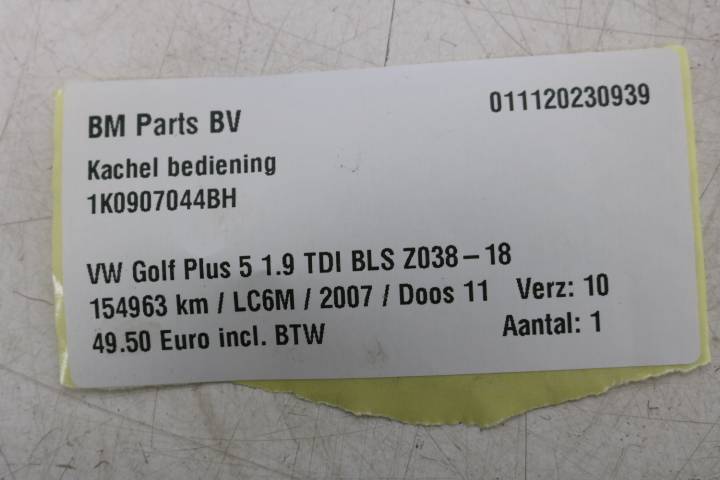 BM Parts BV 011120230939
Kachel bediening
1K0907044BH
VW Golf Plus 5 1.9 TDI BLS Z038-18
154963 km / LC6M / 2007 / Doos 11 Verz: 10
49.50 Euro incl. BTW Aantal: 1